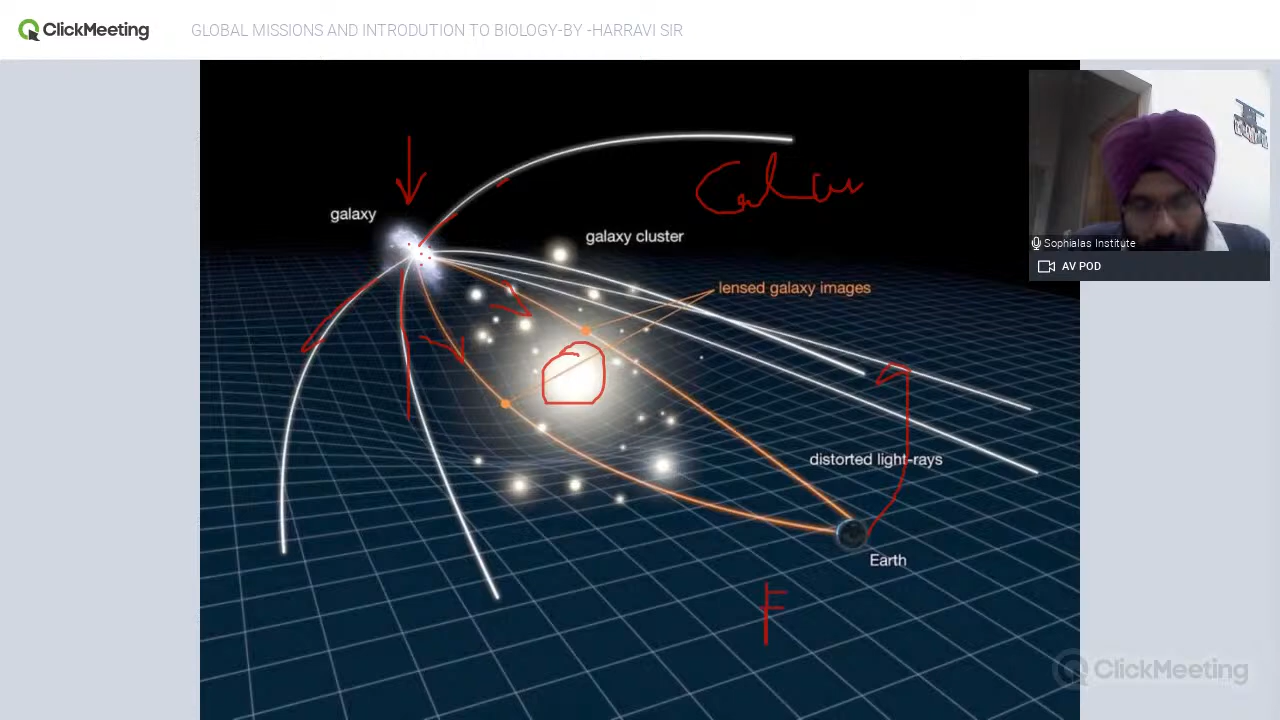 ClickMeeting
GLOBAL MISSIONS AND INTRODUTION TO BIOLOGY-BY -HARRAVI SIR
galaxy
galaxy cluster
lensed galaxy images
Sophialas Institute
AV POD
distorted light-rays
Earth
F
ClickMeeting